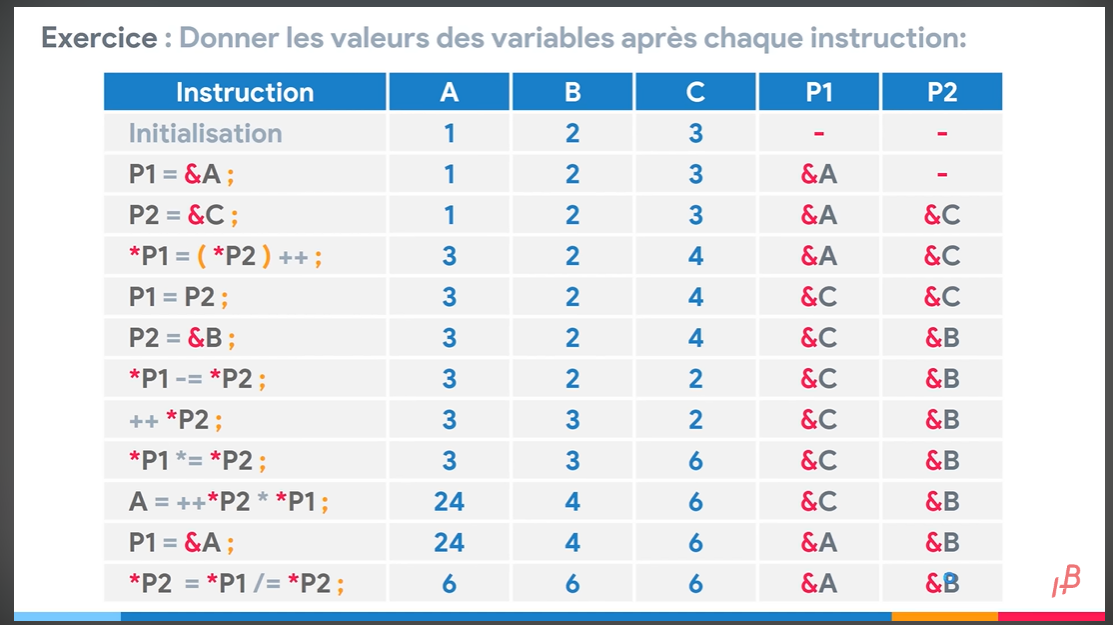 Exercice : Donner les valeurs des variables après chaque instruction:
Instruction A B C P1 P2
Initialisation 1 2 3 - -
P1 = &A ; 1 2 3 &A -
P2 = &C ; 1 2 3 &A &C
*P1 = ( *P2 ) ++ ; 3 2 4 &A &C
P1 = P2 ; 3 2 4 &C &C
P2 = &B ; 3 2 4 &C &B
*P1 -= *P2 ; 3 2 2 &C &B
++ *P2 ; 3 3 2 &C &B
*P1 *= *P2 ; 3 3 6 &C &B
A = ++*P2 * *P1 ; 24 4 6 &C &B
P1 = &A ; 24 4 6 &A &B
*P2 = *P1 /= *P2 ; 6 6 6 &A &B